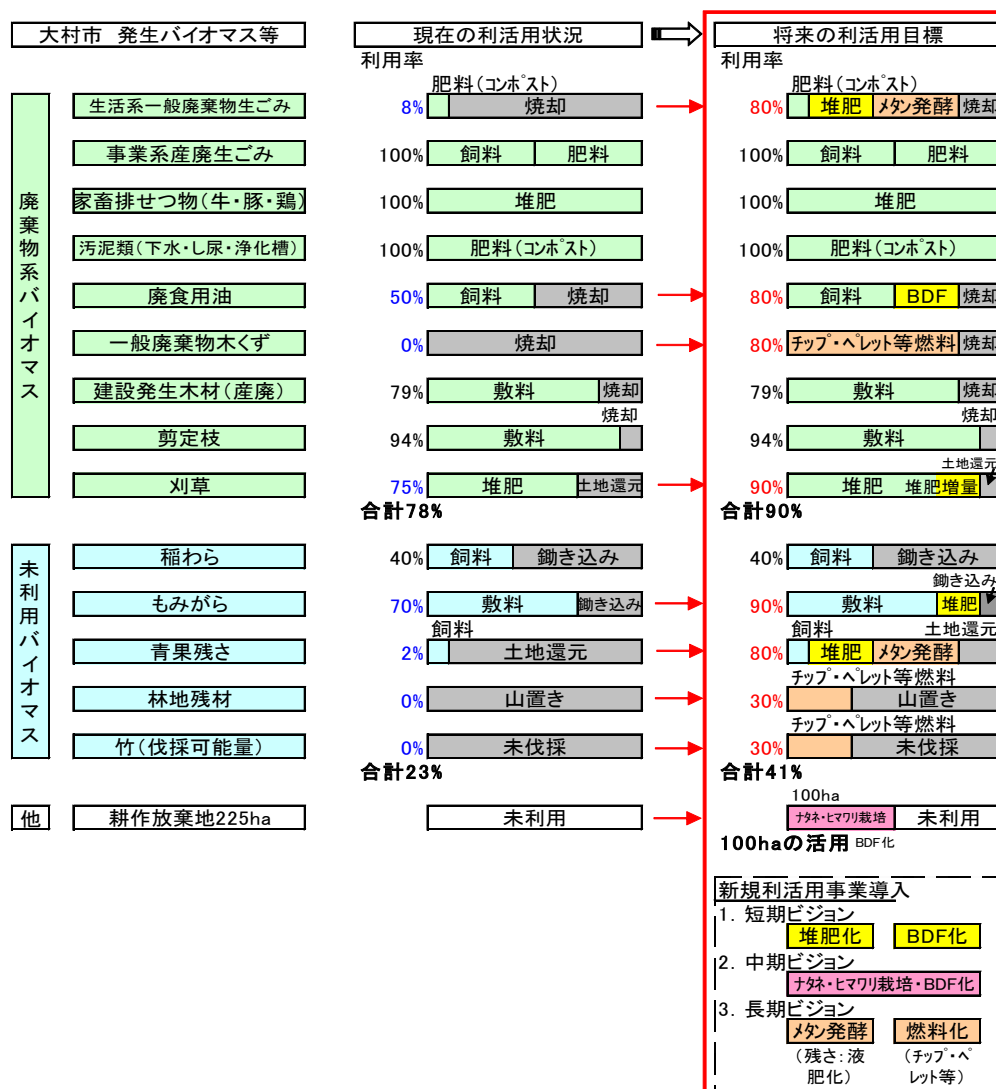 大村市 発生バイオマス等 現在の利活用状況 将来の利活用目標
利用率 利用率
肥料(コンポスト) 肥料(コンポスト)
廃棄物系バイオマス
生活系一般廃棄物生ごみ 8% 焼却 80% 堆肥 メタン発酵 焼却
事業系産廃生ごみ 100% 飼料 肥料 100% 飼料 肥料
家畜排せつ物(牛・豚・鶏) 100% 堆肥 100% 堆肥
汚泥類(下水・し尿・浄化槽) 100% 肥料(コンポスト) 100% 肥料(コンポスト)
廃食用油 50% 飼料 焼却 80% 飼料 BDF 焼却
一般廃棄物木くず 0% 焼却 80% チップ・ペレット等燃料 焼却
建設発生木材(産廃) 79% 敷料 焼却 79% 敷料 焼却
焼却 焼却
剪定枝 94% 敷料 94% 敷料
土地還元
刈草 75% 堆肥 土地還元 90% 堆肥 堆肥増量
合計78% 合計90%
未利用バイオマス
稲わら 40% 飼料 鋤き込み 40% 飼料 鋤き込み
鋤き込み
もみがら 70% 敷料 鋤き込み 90% 敷料 堆肥
飼料 飼料 土地還元
青果残さ 2% 土地還元 80% 堆肥 メタン発酵
チップ・ペレット等燃料
林地残材 0% 山置き 30% 山置き
チップ・ペレット等燃料
竹(伐採可能量) 0% 未伐採 30% 未伐採
合計23% 合計41%
100ha
他 耕作放棄地225ha 未利用 ナタネ・ヒマワリ栽培 未利用
100haの活用 BDF化
新規利活用事業導入
1. 短期ビジョン
堆肥化 BDF化
2. 中期ビジョン
ナタネ・ヒマワリ栽培・BDF化
3. 長期ビジョン
メタン発酵 燃料化
(残さ:液 (チップ・ペ
肥化) レット等)